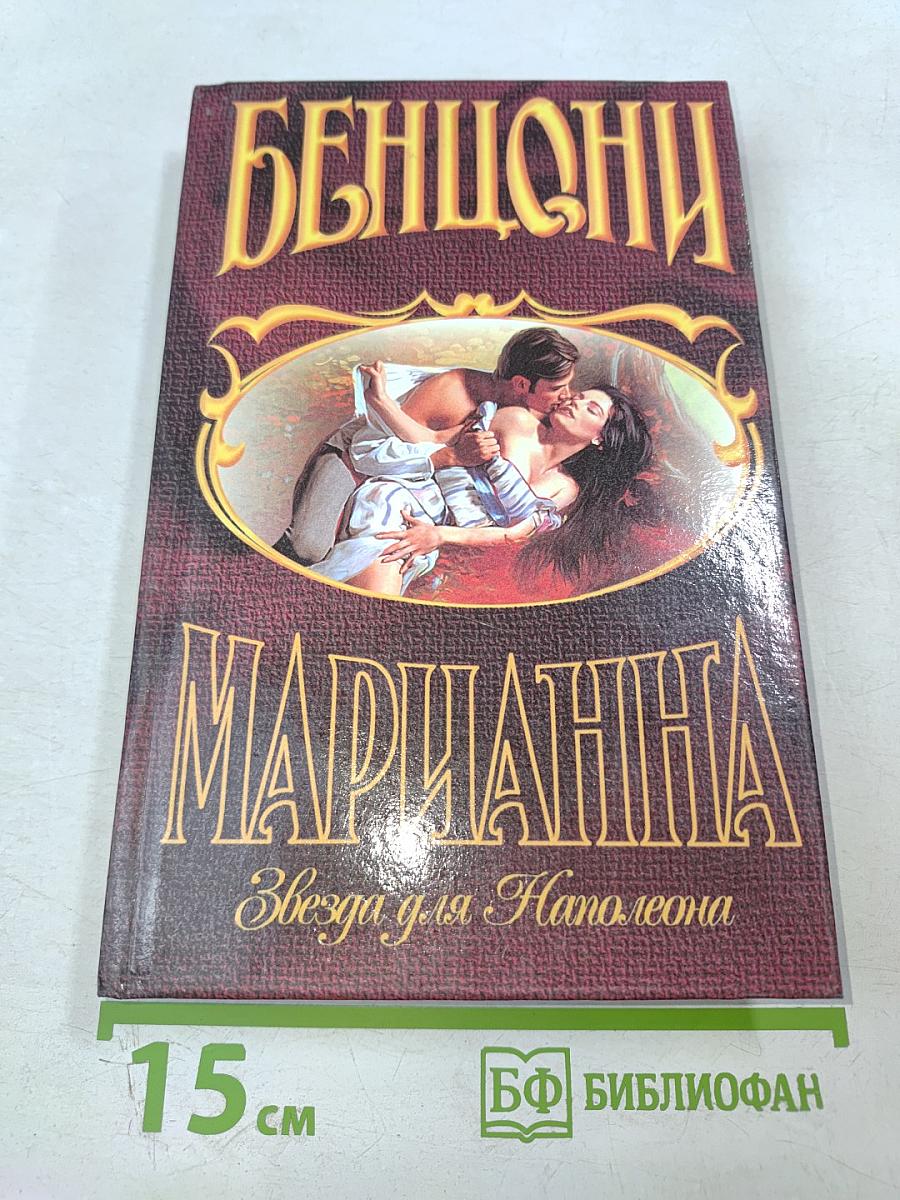 БЕНЦОНИ
МАРИАННА
Звезда для Наполеона
15 см
БФ БИБЛИОФАН